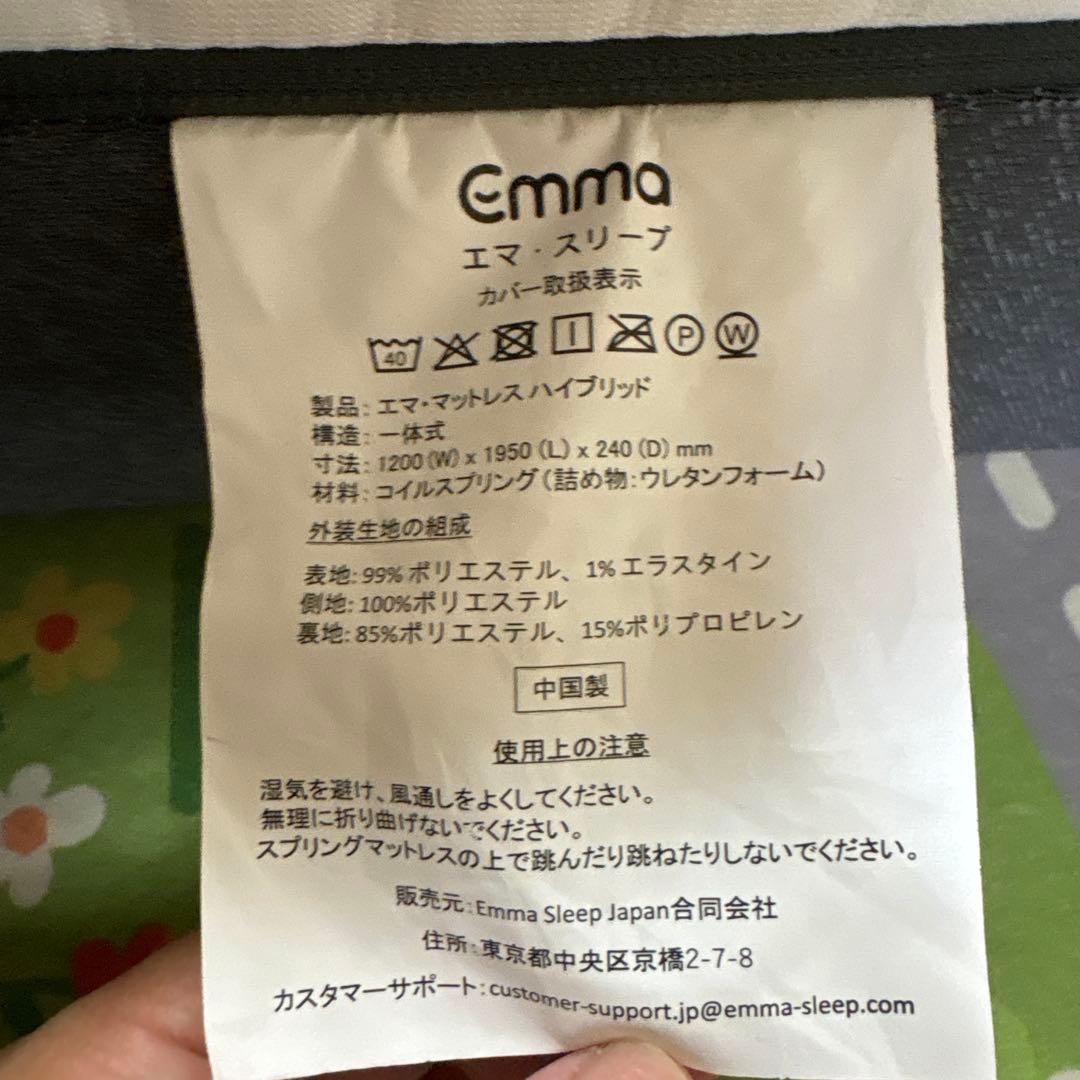 Emma
エマ・スリープ
カバー取扱表示
40 P W
製品: エマ・マットレス ハイブリッド
構造: 一体式
寸法: 1200 (W) x 1950 (L) x 240 (D) mm
材料: コイルスプリング (詰め物:ウレタンフォーム)
外装生地の組成
表地: 99% ポリエステル、1% エラスタイン
側地: 100%ポリエステル
裏地: 85%ポリエステル、15%ポリプロピレン
中国製
使用上の注意
湿気を避け、風通しをよくしてください。
無理に折り曲げないでください。
スプリングマットレスの上で跳んだり跳ねたりしないでください。
販売元: Emma Sleep Japan合同会社
住所: 東京都中央区京橋2-7-8
カスタマーサポート: customer-support.jp@emma-sleep.com